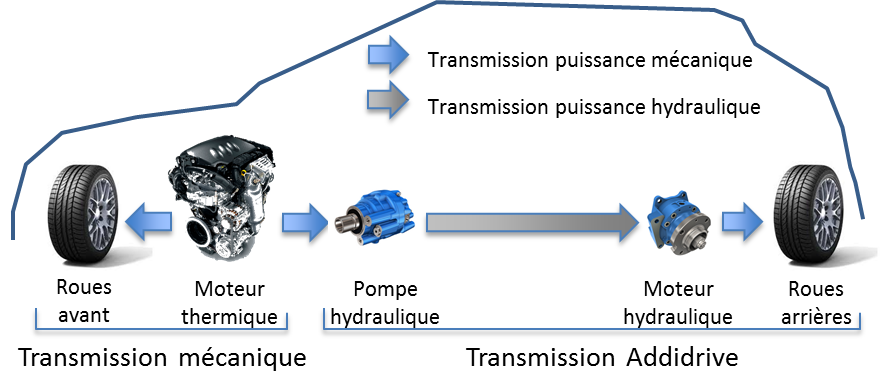 Transmission puissance mécanique
Transmission puissance hydraulique
Roues
avant
Moteur
thermique
Pompe
hydraulique
Moteur
hydraulique
Roues
arrières
Transmission mécanique
Transmission Addidrive